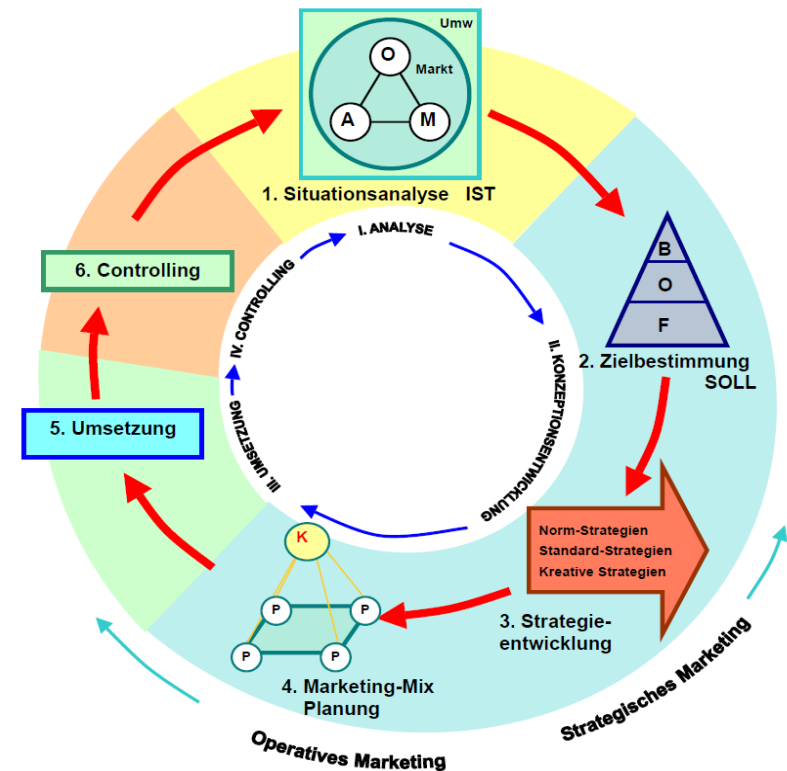 Umw
Markt
O
A
M
1. Situationsanalyse IST
I. ANALYSE
II. KONZEPTIONSENTWICKLUNG
III. UMSETZUNG
IV. CONTROLLING
B
O
F
2. Zielbestimmung
SOLL
Norm-Strategien
Standard-Strategien
Kreative Strategien
3. Strategie-
entwicklung
K
P
P
P
P
4. Marketing-Mix
Planung
5. Umsetzung
6. Controlling
Operatives Marketing
Strategisches Marketing